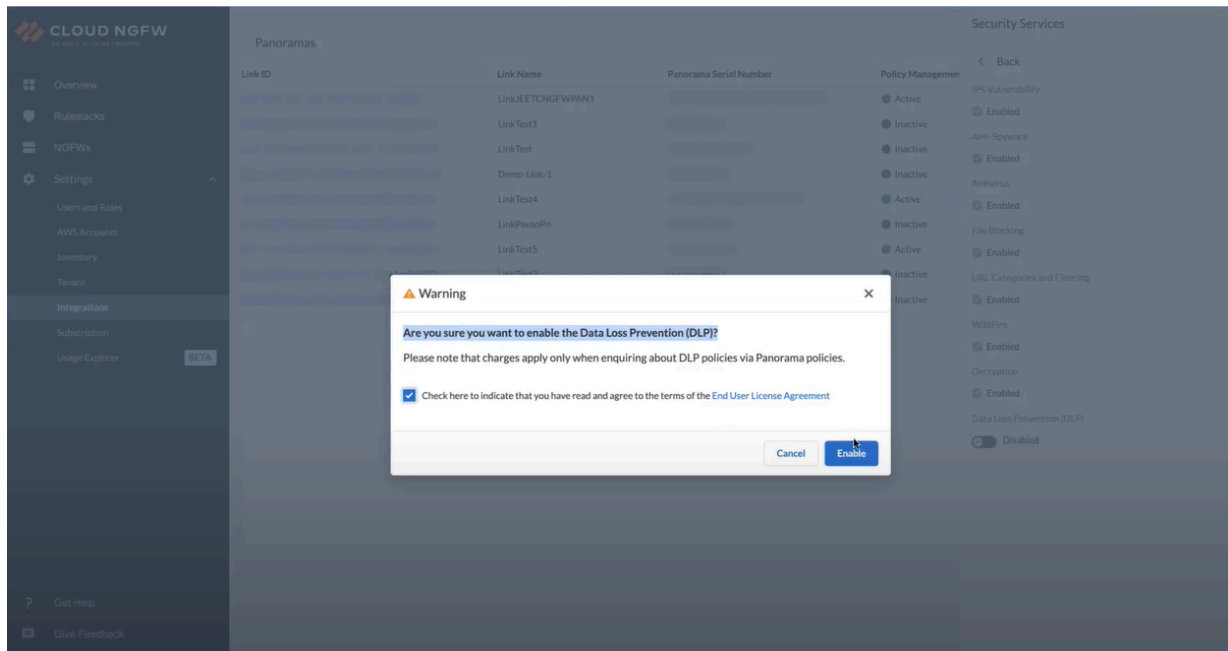 CLOUD NGFW
BY PALO ALTO NETWORKS
Overview
Rulestacks
NGFWs
Settings
Users and Roles
AWS Accounts
Inventory
Tenant
Integrations
Subscription
Usage Explorer BETA
Get Help
Give Feedback
Panoramas
Link ID Link Name Panorama Serial Number Policy Managemen
LinkJEETCNGFWPAN1 Active
LinkTest1 Inactive
LinkTest Inactive
Demo-Link-1 Inactive
LinkTest4 Active
LinkPavanPn Inactive
LinkTest5 Active
Inactive
Inactive
Warning
Are you sure you want to enable the Data Loss Prevention (DLP)?
Please note that charges apply only when enquiring about DLP policies via Panorama policies.
Check here to indicate that you have read and agree to the terms of the End User License Agreement
Cancel Enable
Security Services
Back
IPS Vulnerability
Enabled
Anti-Spyware
Enabled
Antivirus
Enabled
File Blocking
Enabled
URL Categories and Filtering
Enabled
WildFire
Enabled
Decryption
Enabled
Data Loss Prevention (DLP)
Disabled